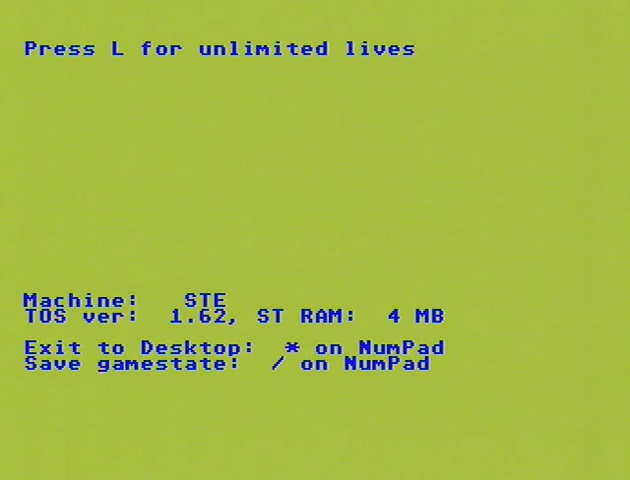 Press L for unlimited lives
Machine:   STE
TOS ver:  1.62, ST RAM:  4 MB
Exit to Desktop:  * on NumPad
Save gamestate:  / on NumPad